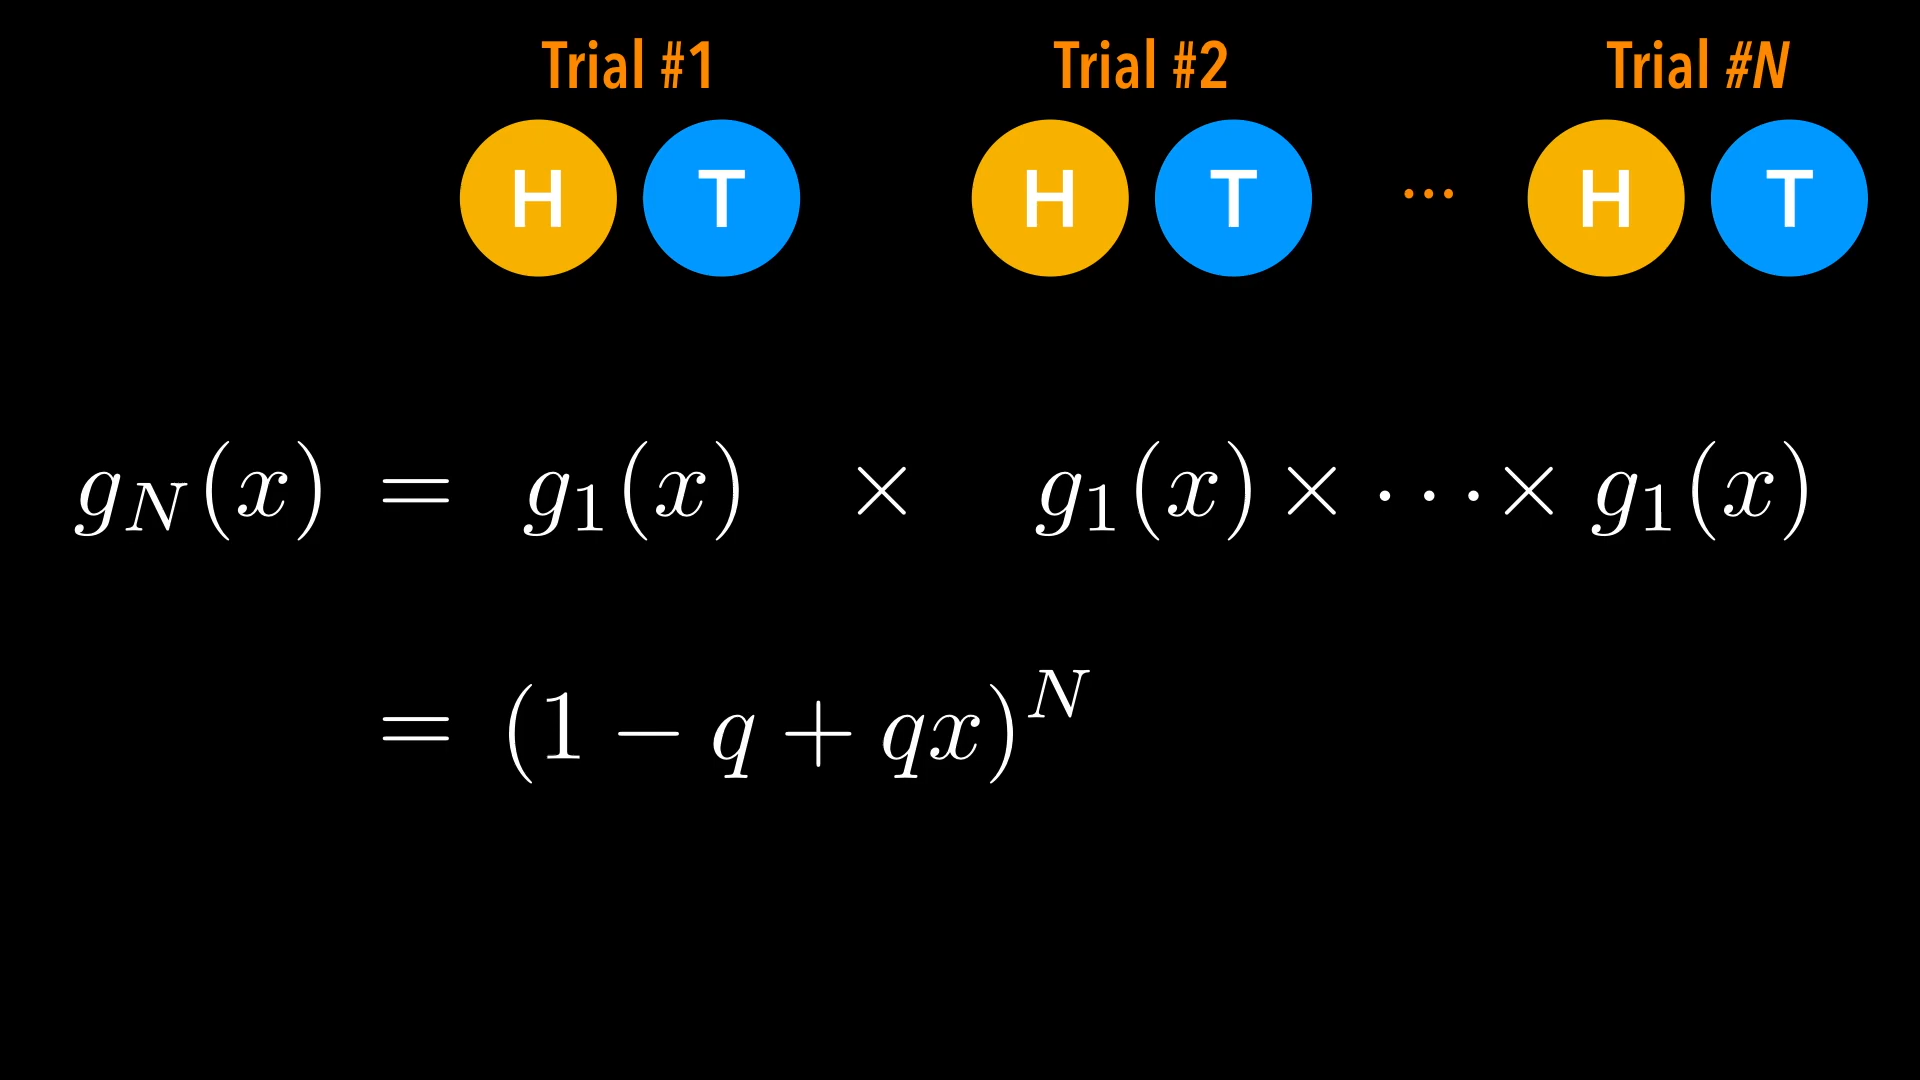 Trial #1 Trial #2 Trial #N
H T H T ... H T
g_N(x) = g_1(x) × g_1(x) × ⋯ × g_1(x)
= (1 − q + qx)^N